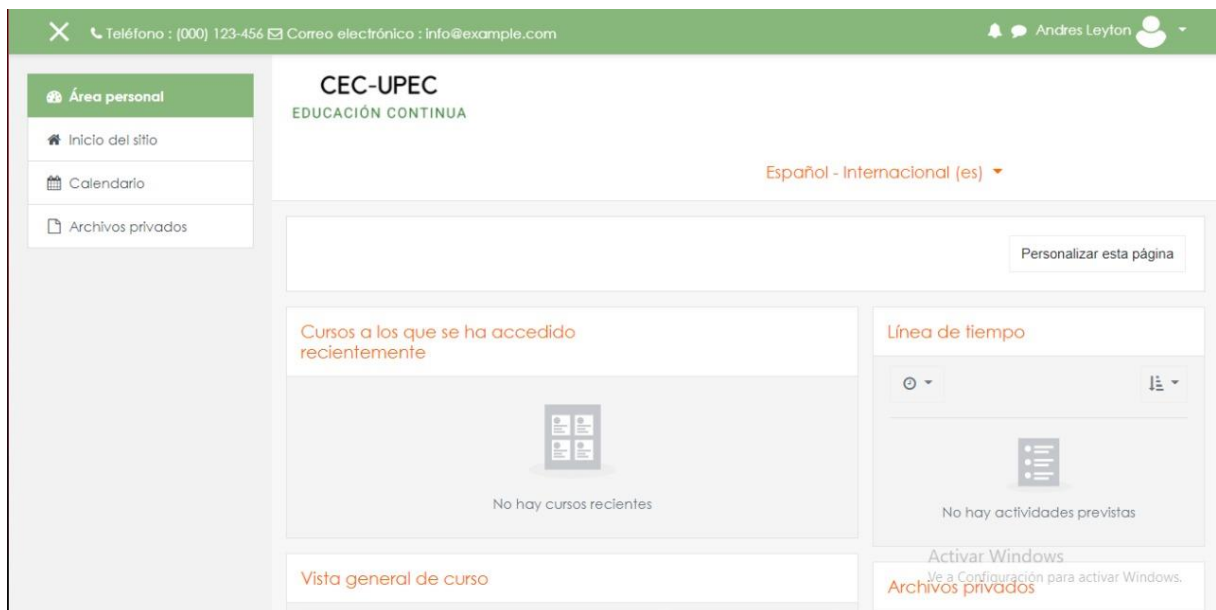 Teléfono : (000) 123-456 Correo electrónico : info@example.com
Andres Leyton
Área personal
Inicio del sitio
Calendario
Archivos privados
CEC-UPEC
EDUCACIÓN CONTINUA
Español - Internacional (es)
Personalizar esta página
Cursos a los que se ha accedido
recientemente
No hay cursos recientes
Línea de tiempo
No hay actividades previstas
Vista general de curso
Archivos privados
Activar Windows
Ve a Configuración para activar Windows.